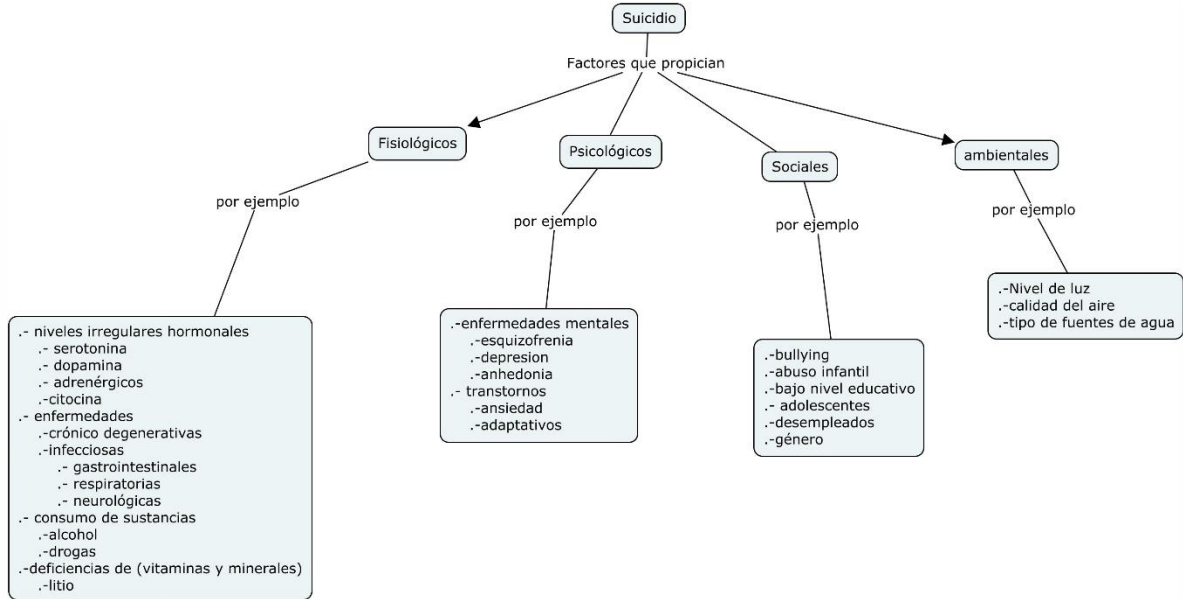 Suicidio
Factores que propician
Fisiológicos
Psicológicos
Sociales
ambientales
por ejemplo
por ejemplo
por ejemplo
por ejemplo
.- niveles irregulares hormonales
.- serotonina
.- dopamina
.- adrenérgicos
.-citocina
.- enfermedades
.-crónico degenerativas
.-infecciosas
.- gastrointestinales
.- respiratorias
.- neurológicas
.- consumo de sustancias
.-alcohol
.-drogas
.-deficiencias de (vitaminas y minerales)
.-litio
.-enfermedades mentales
.-esquizofrenia
.-depresion
.-anhedonia
.- transtornos
.-ansiedad
.-adaptativos
.-bullying
.-abuso infantil
.-bajo nivel educativo
.- adolescentes
.-desempleados
.-género
.-Nivel de luz
.-calidad del aire
.-tipo de fuentes de agua